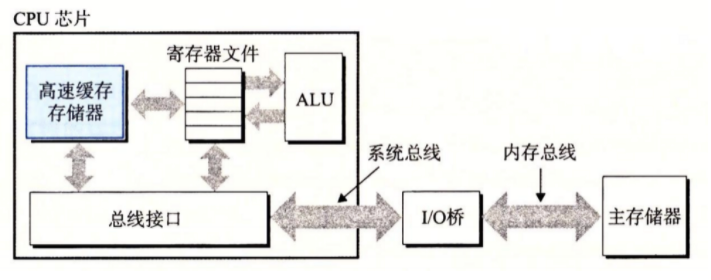 CPU 芯片
寄存器文件
高速缓存
存储器
ALU
系统总线
内存总线
总线接口
I/O桥
主存储器